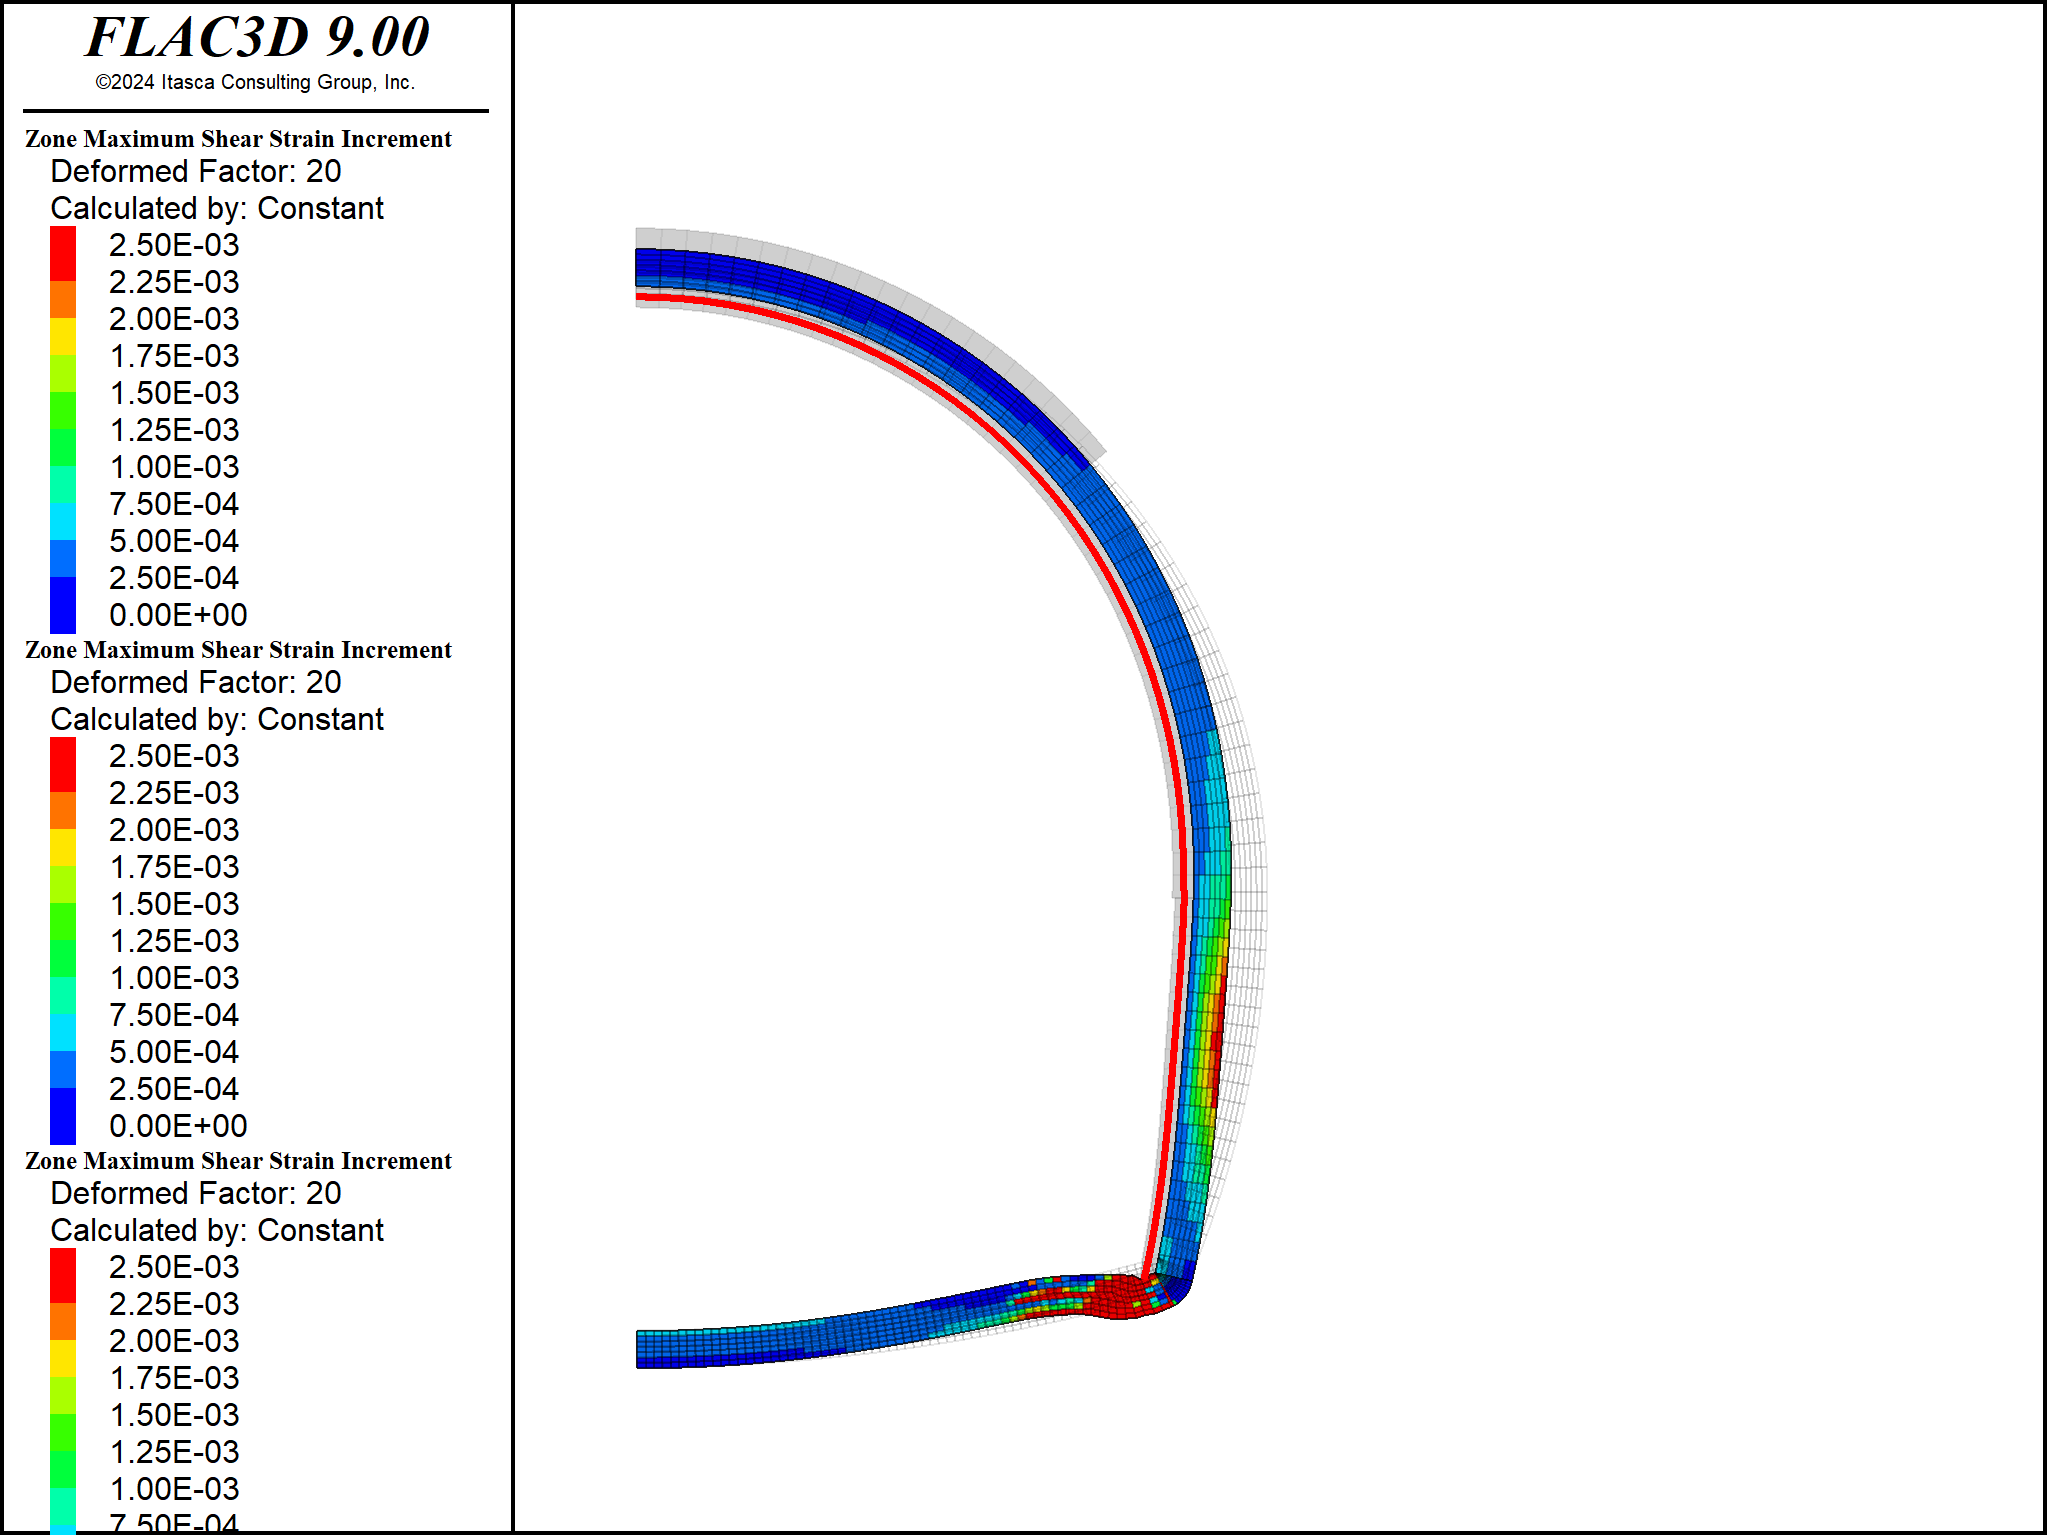 FLAC3D 9.00
©2024 Itasca Consulting Group, Inc.
Zone Maximum Shear Strain Increment
Deformed Factor: 20
Calculated by: Constant
2.50E-03
2.25E-03
2.00E-03
1.75E-03
1.50E-03
1.25E-03
1.00E-03
7.50E-04
5.00E-04
2.50E-04
0.00E+00
Zone Maximum Shear Strain Increment
Deformed Factor: 20
Calculated by: Constant
2.50E-03
2.25E-03
2.00E-03
1.75E-03
1.50E-03
1.25E-03
1.00E-03
7.50E-04
5.00E-04
2.50E-04
0.00E+00
Zone Maximum Shear Strain Increment
Deformed Factor: 20
Calculated by: Constant
2.50E-03
2.25E-03
2.00E-03
1.75E-03
1.50E-03
1.25E-03
1.00E-03
7.50E-04